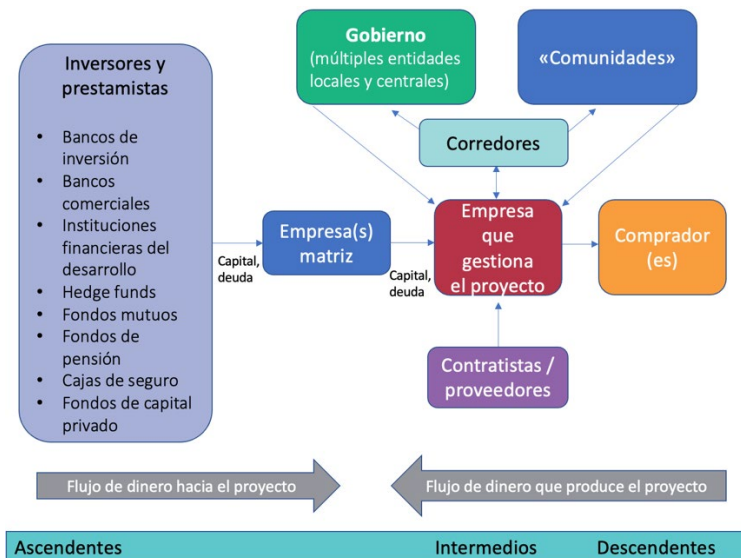 Inversores y
prestamistas
• Bancos de
inversión
• Bancos
comerciales
• Instituciones
financieras del
desarrollo
• Hedge funds
• Fondos mutuos
• Fondos de
pensión
• Cajas de seguro
• Fondos de capital
privado
Capital,
deuda
Empresa(s)
matriz
Capital,
deuda
Gobierno
(múltiples entidades
locales y centrales)
«Comunidades»
Corredores
Empresa
que
gestiona
el proyecto
Comprador
(es)
Contratistas /
proveedores
Flujo de dinero hacia el proyecto
Flujo de dinero que produce el proyecto
Ascendentes
Intermedios
Descendentes